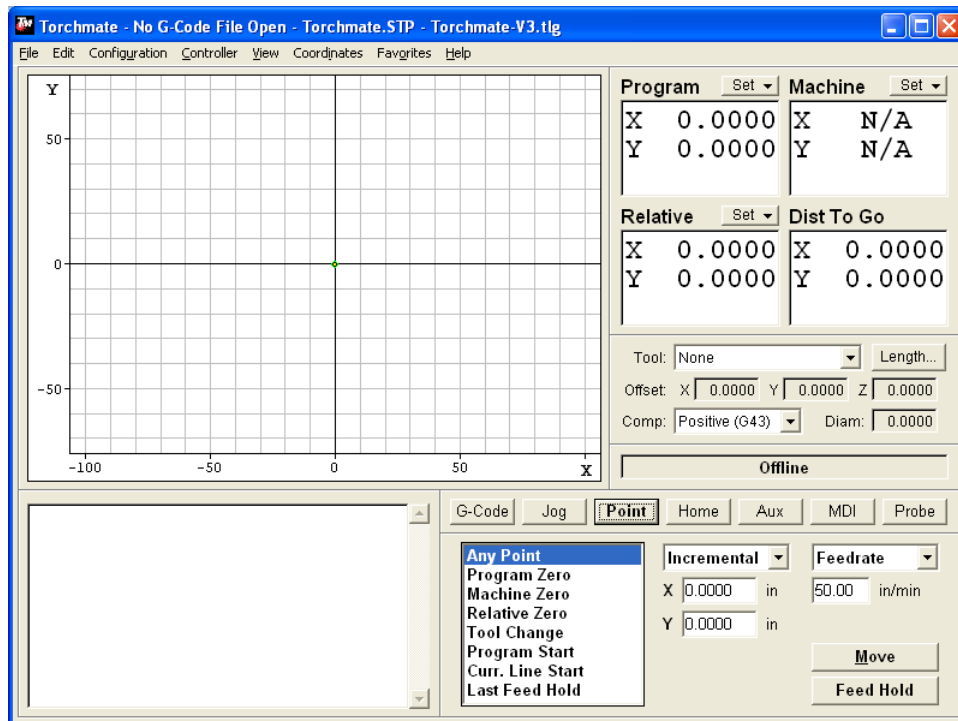 Torchmate - No G-Code File Open - Torchmate.STP - Torchmate-V3.tlg
File Edit Configuration Controller View Coordinates Favorites Help
Y
50
0
-50
-100 -50 0 50 X
Program Set Machine Set
X 0.0000 X N/A
Y 0.0000 Y N/A
Relative Set Dist To Go
X 0.0000 X 0.0000
Y 0.0000 Y 0.0000
Tool: None Length...
Offset: X 0.0000 Y 0.0000 Z 0.0000
Comp: Positive (G43) Diam: 0.0000
Offline
G-Code Jog Point Home Aux MDI Probe
Any Point
Program Zero
Machine Zero
Relative Zero
Tool Change
Program Start
Curr. Line Start
Last Feed Hold
Incremental Feedrate
X 0.0000 in 50.00 in/min
Y 0.0000 in
Move
Feed Hold